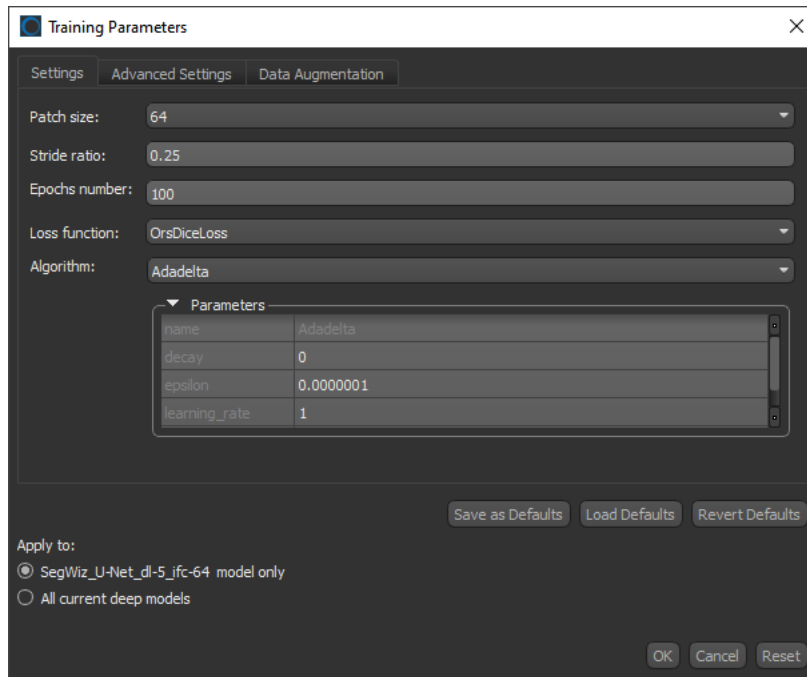 Training Parameters
Settings Advanced Settings Data Augmentation
Patch size: 64
Stride ratio: 0.25
Epochs number: 100
Loss function: OrsDiceLoss
Algorithm: Adadelta
Parameters
name Adadelta
decay 0
epsilon 0.0000001
learning_rate 1
Save as Defaults Load Defaults Revert Defaults
Apply to:
SegWiz_U-Net_dl-5_ifc-64 model only
All current deep models
OK Cancel Reset